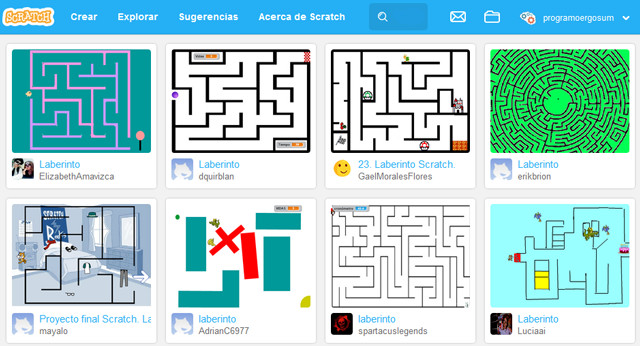 SCRATCH
Crear Explorar Sugerencias Acerca de Scratch programoergosum
Laberinto Laberinto 23. Laberinto Scratch. Laberinto
ElizabethAmavizca dquirblan GaelMoralesFlores erikbrion
Proyecto final Scratch. La laberinto laberinto Laberinto
mayalo AdrianC6977 spartacuslegends Luciaai